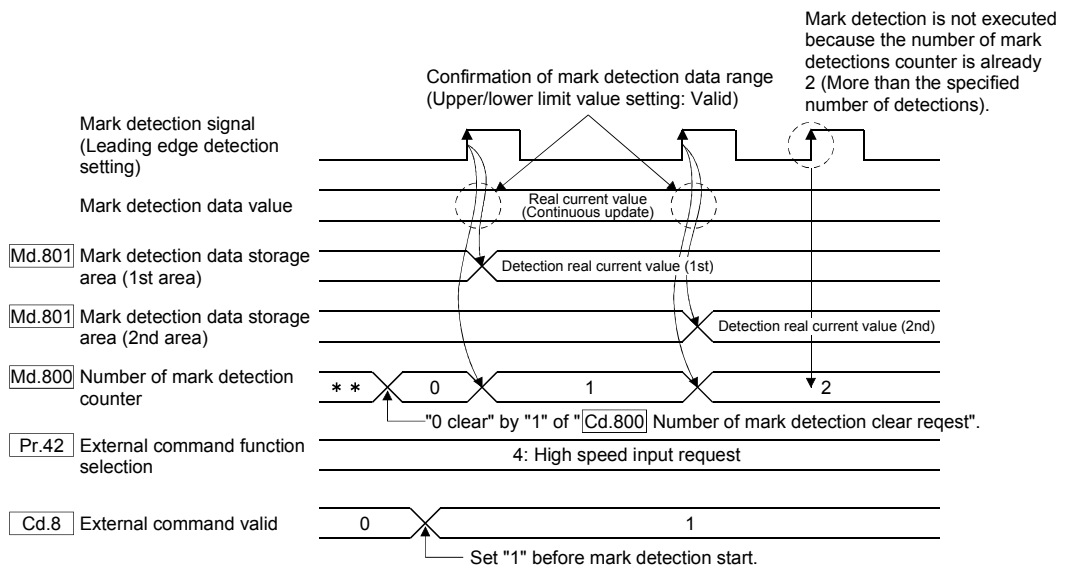 Mark detection is not executed
because the number of mark
detections counter is already
2 (More than the specified
number of detections).
Confirmation of mark detection data range
(Upper/lower limit value setting: Valid)
Mark detection signal
(Leading edge detection
setting)
Mark detection data value
Real current value
(Continuous update)
Md.801 Mark detection data storage
area (1st area)
Detection real current value (1st)
Md.801 Mark detection data storage
area (2nd area)
Detection real current value (2nd)
Md.800 Number of mark detection
counter
* * 0 1 2
"0 clear" by "1" of "Cd.800 Number of mark detection clear reqest".
Pr.42 External command function
selection
4: High speed input request
Cd.8 External command valid
0 1
Set "1" before mark detection start.